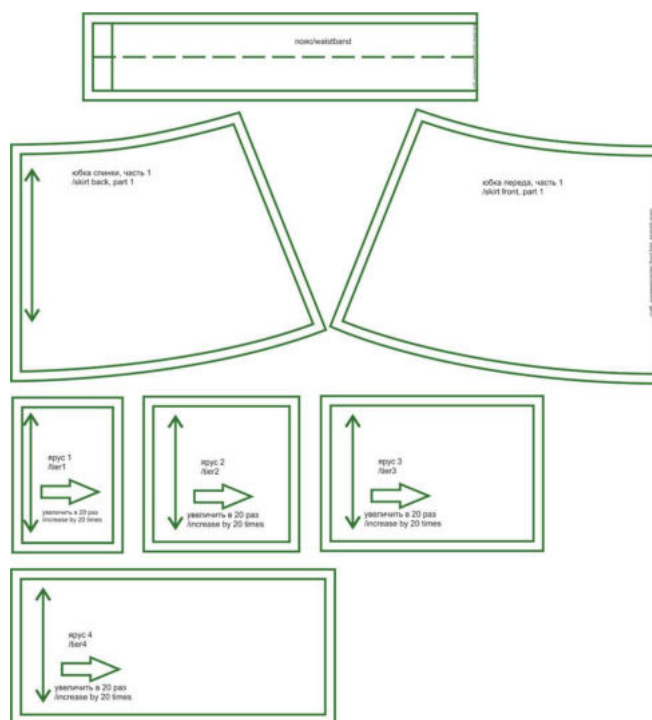 пояс/waistband
юбка спинки, часть 1
/skirt back, part 1
юбка переда, часть 1
/skirt front, part 1
ярус 1
/tier1
увеличить в 20 раз
/increase by 20 times
ярус 2
/tier2
увеличить в 20 раз
/increase by 20 times
ярус 3
/tier3
увеличить в 20 раз
/increase by 20 times
ярус 4
/tier4
увеличить в 20 раз
/increase by 20 times